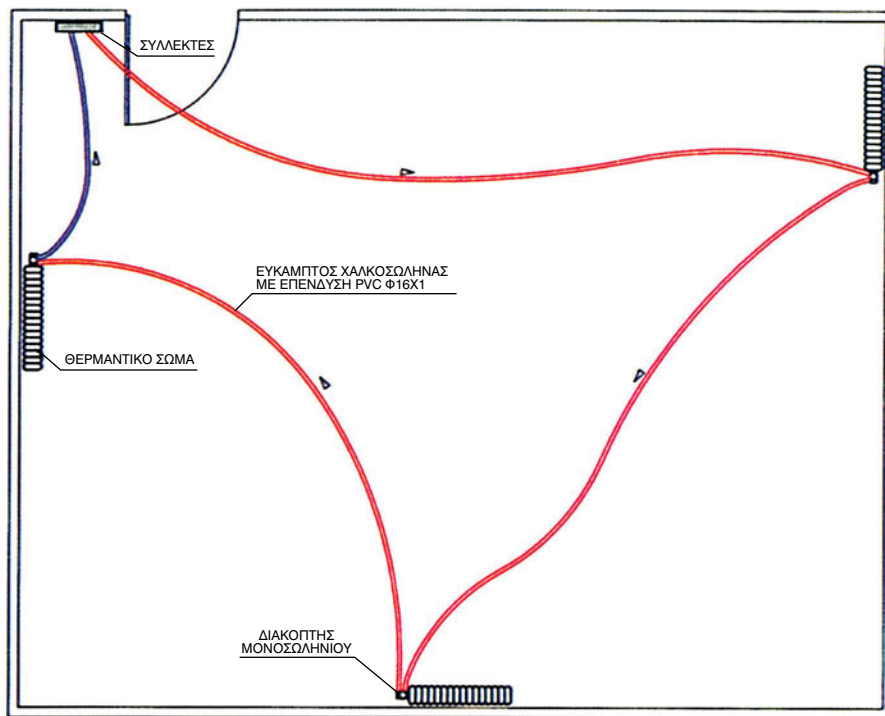 ΣΥΛΛΕΚΤΕΣ
ΕΥΚΑΜΠΤΟΣ ΧΑΛΚΟΣΩΛΗΝΑΣ
ΜΕ ΕΠΕΝΔΥΣΗ PVC Φ16Χ1
ΘΕΡΜΑΝΤΙΚΟ ΣΩΜΑ
ΔΙΑΚΟΠΤΗΣ
ΜΟΝΟΣΩΛΗΝΙΟΥ